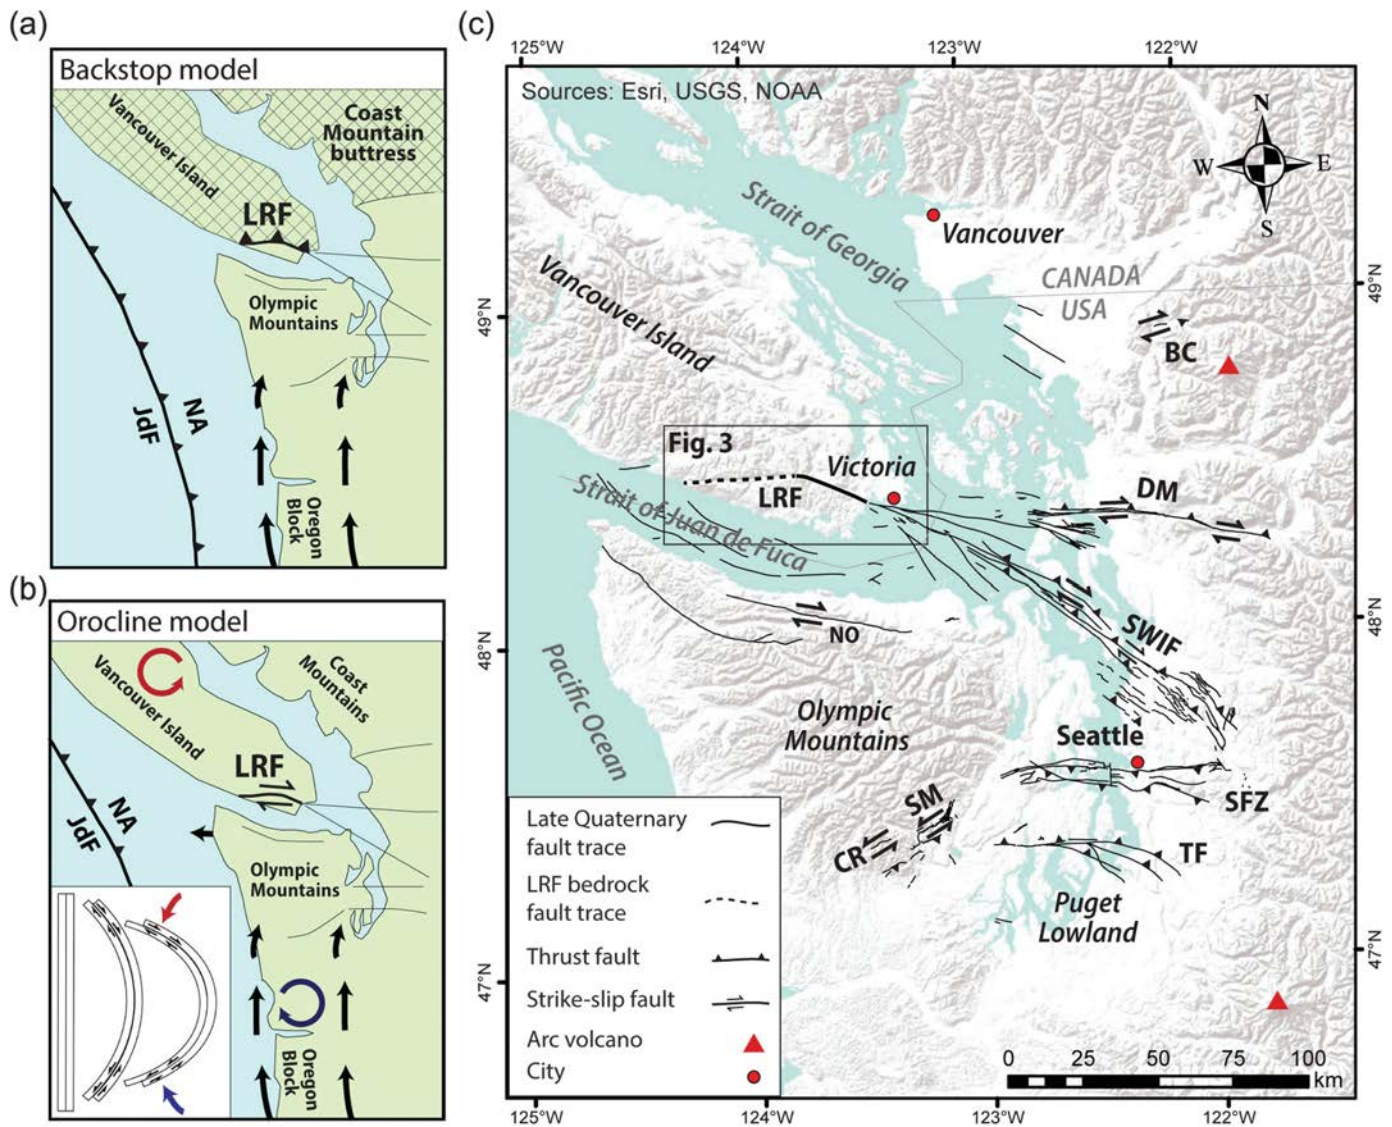 (a)
Backstop model
Vancouver Island
Coast
Mountain
buttress
LRF
Olympic
Mountains
NA
JdF
Oregon
Block
(b)
Orocline model
Vancouver Island
Coast
Mountains
LRF
NA
JdF
Olympic
Mountains
Oregon
Block
(c)
125°W
124°W
123°W
122°W
Sources: Esri, USGS, NOAA
N
W
E
S
Strait of Georgia
Vancouver
CANADA
USA
Vancouver Island
BC
49°N
49°N
Fig. 3
Victoria
LRF
Strait of Juan de Fuca
DM
NO
SWIF
48°N
48°N
Pacific Ocean
Olympic
Mountains
Seattle
SFZ
SM
CR
TF
Puget
Lowland
47°N
47°N
Late Quaternary
fault trace
LRF bedrock
fault trace
Thrust fault
Strike-slip fault
Arc volcano
City
0
25
50
75
100
km
125°W
124°W
123°W
122°W